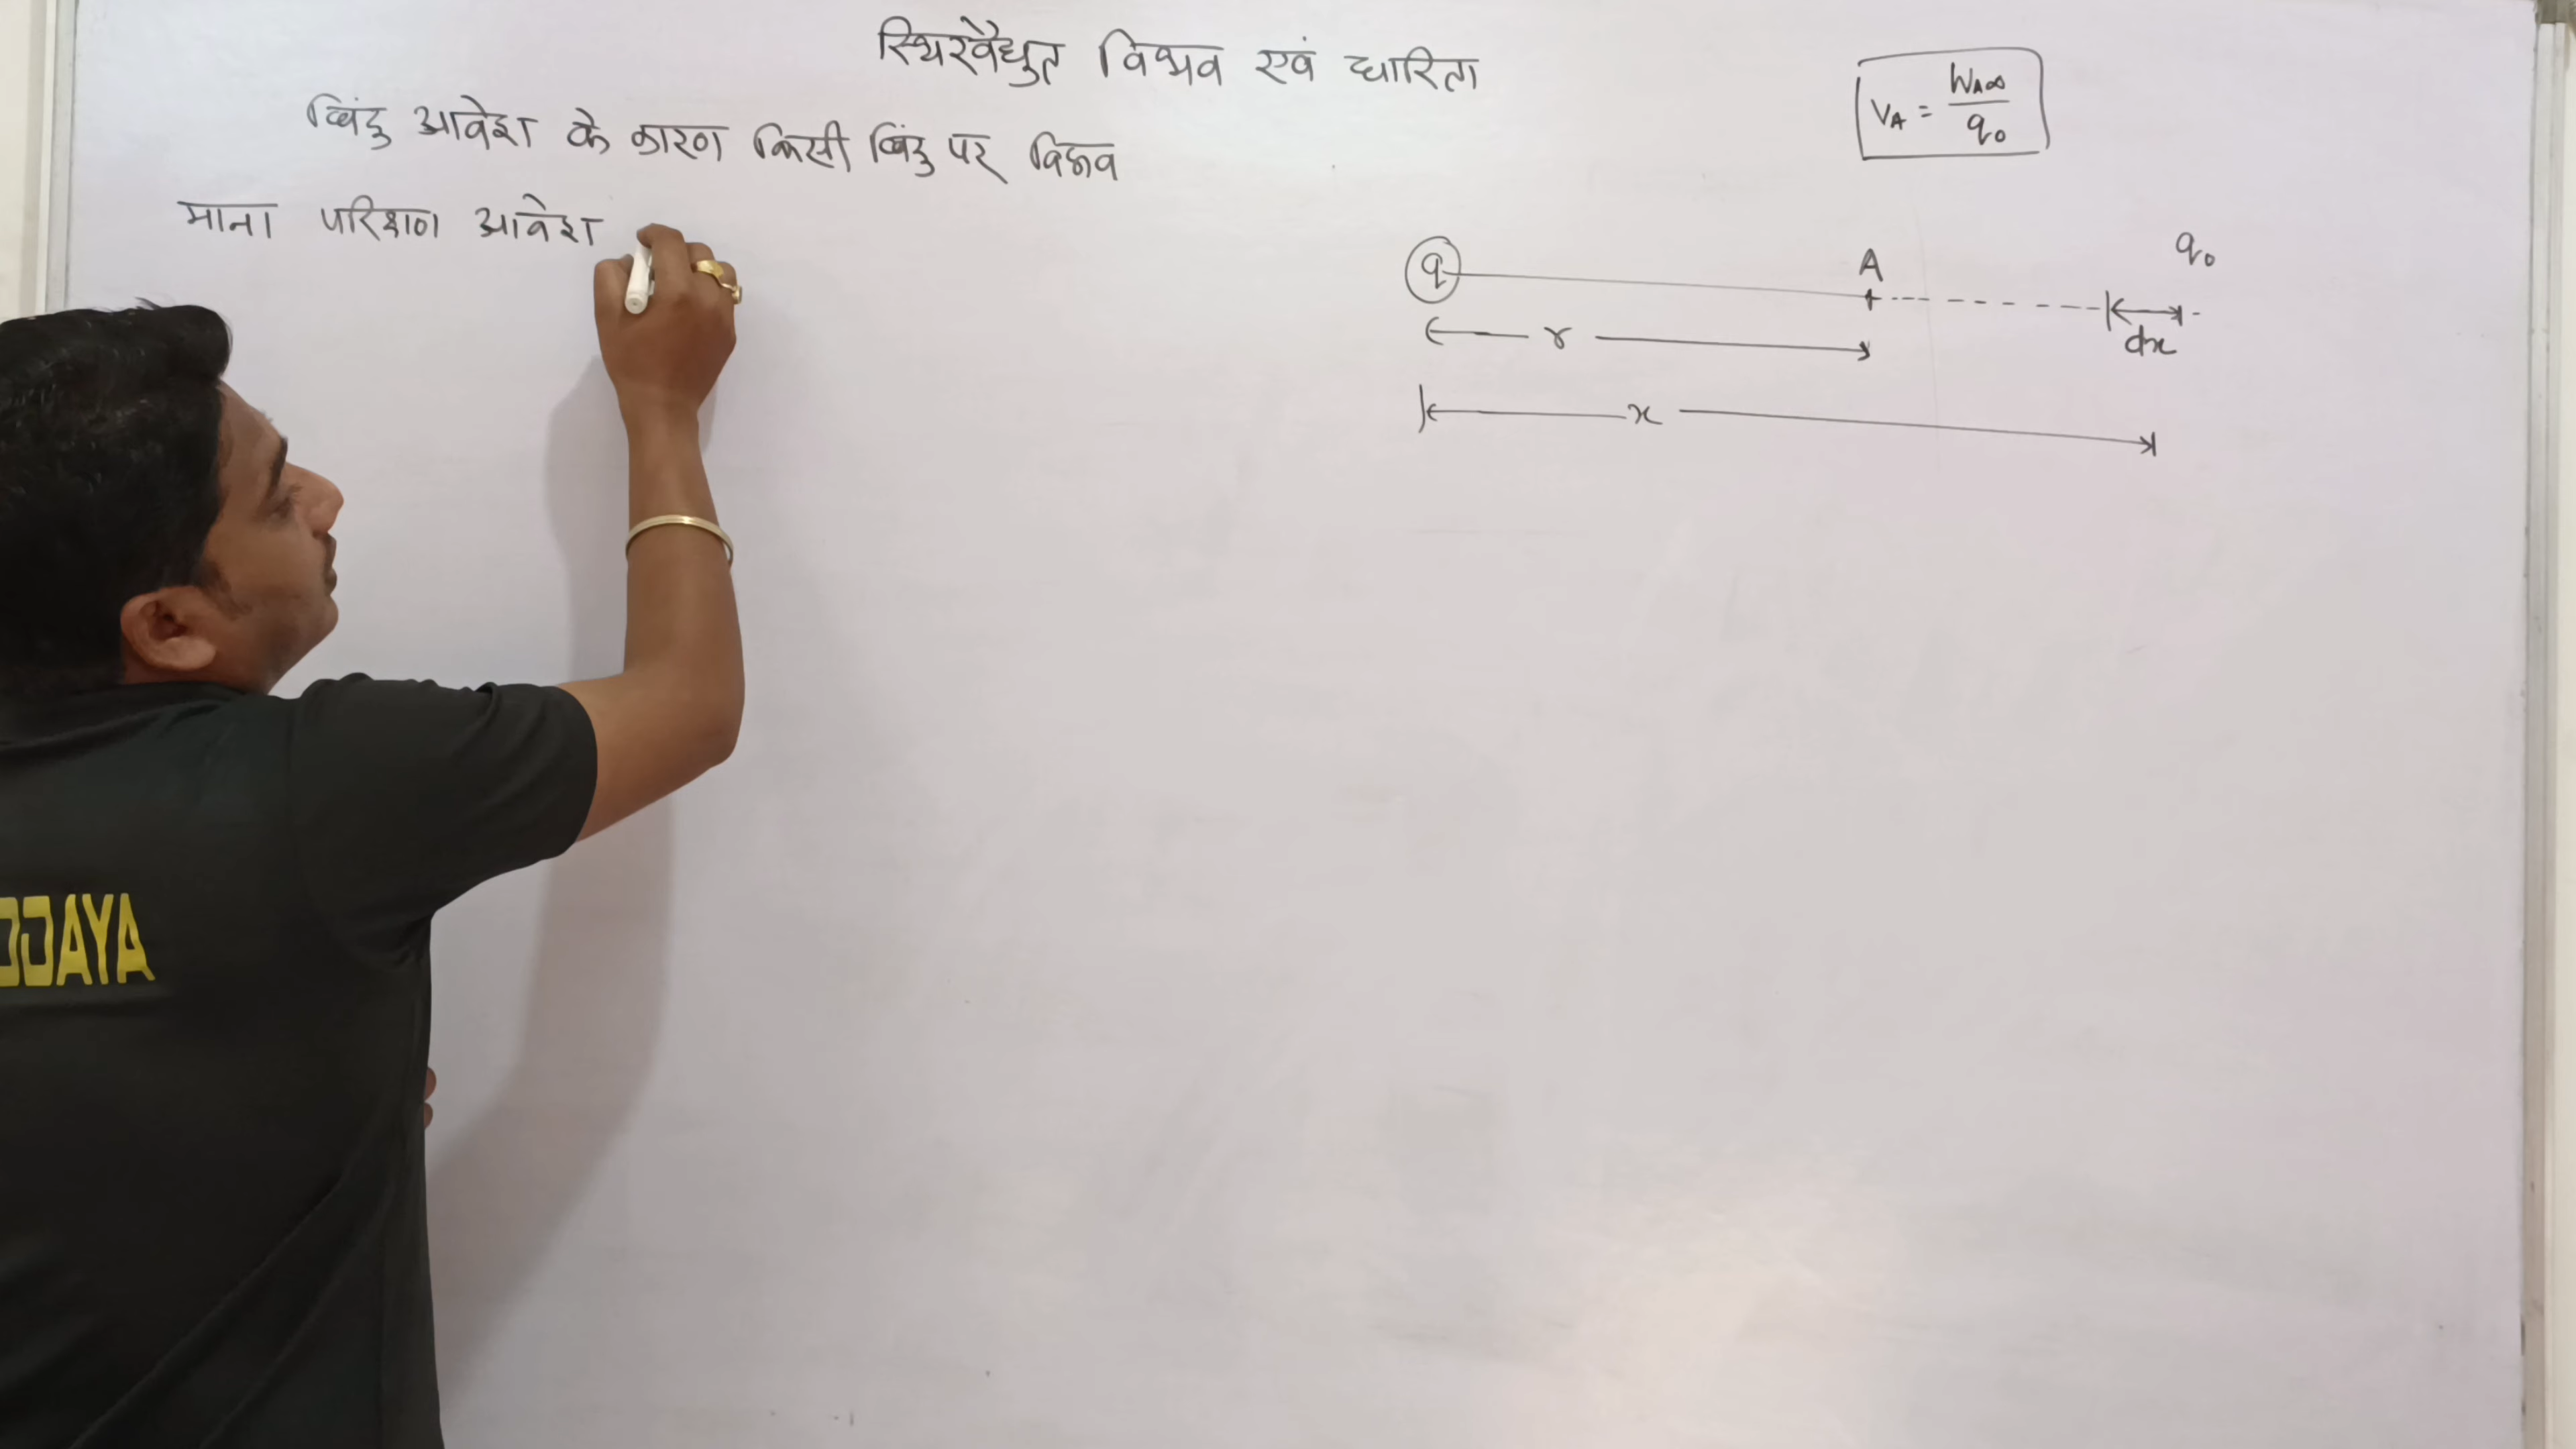 स्थिरवैद्युत विभव एवं धारिता
बिंदु आवेश के कारण किसी बिंदु पर विभव
माना परिक्षण आवेश
V_A = W_A∞ / q₀
q
A
q₀
r
dx
x